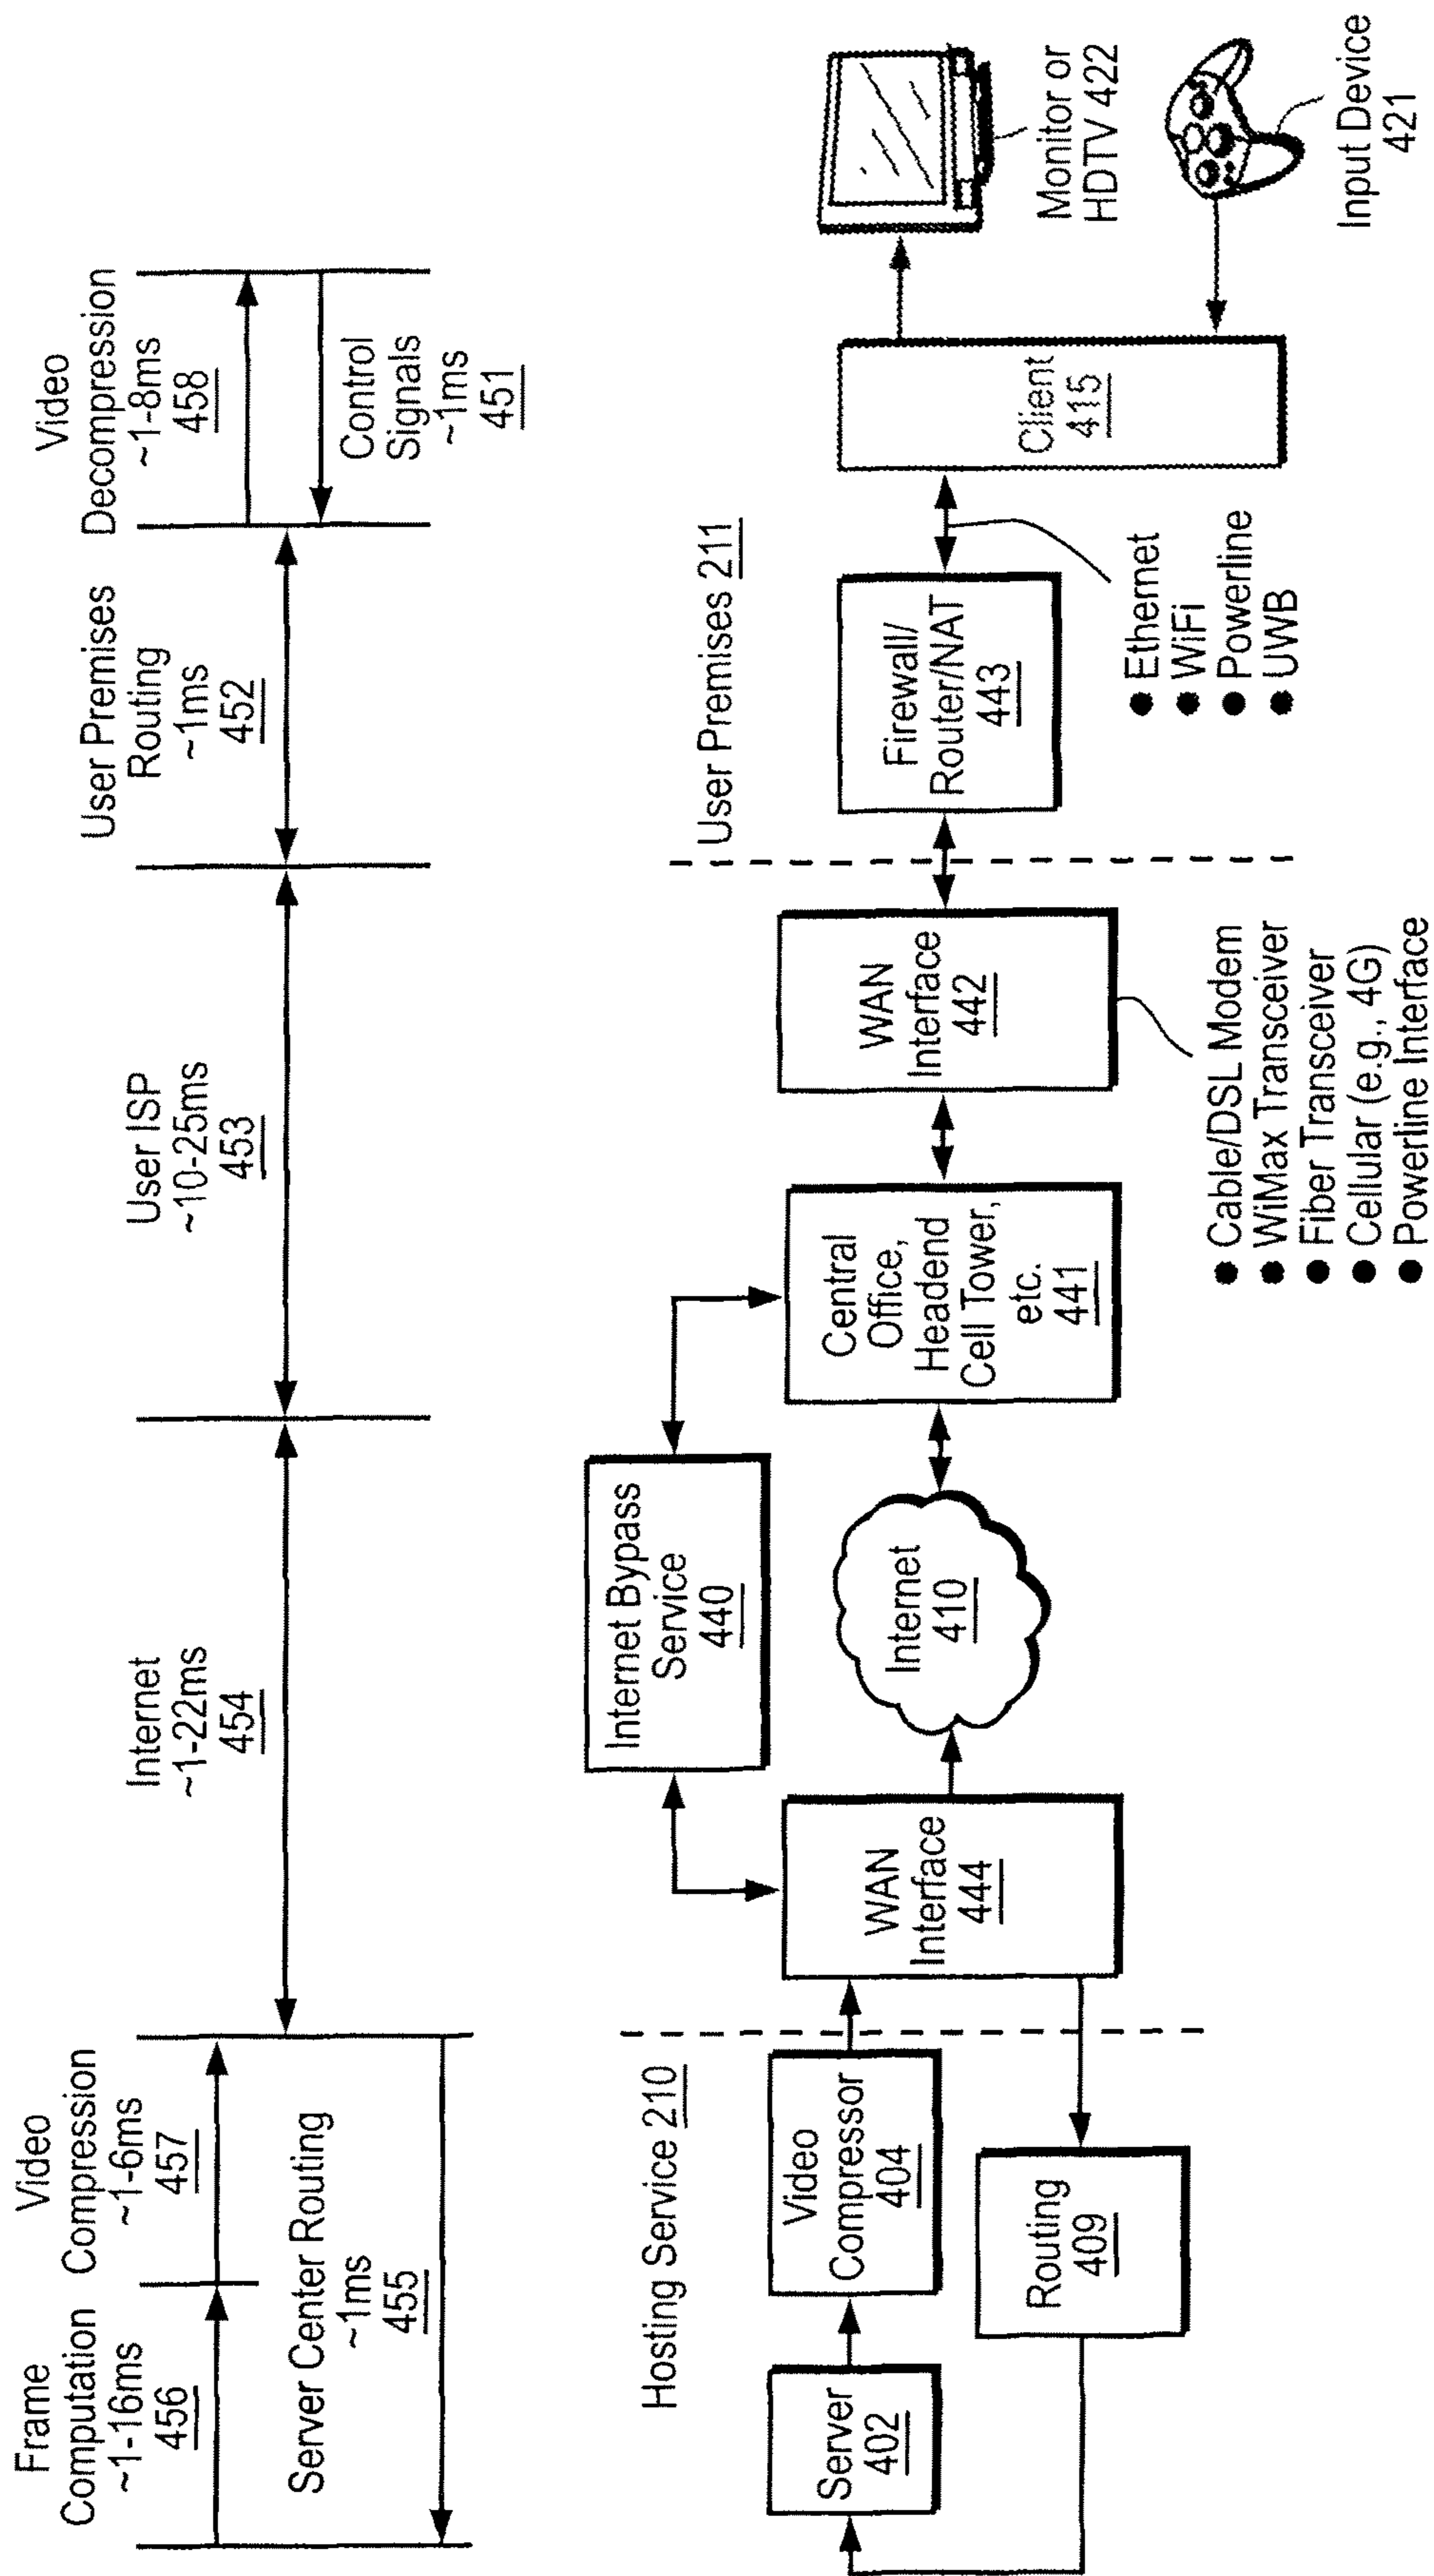 Frame
Computation
~1-16ms
456
Video
Compression
~1-6ms
457
Server Center Routing
~1ms
455
Internet
~1-22ms
454
User ISP
~10-25ms
453
User Premises
Routing
~1ms
452
Video
Decompression
~1-8ms
458
Control
Signals
~1ms
451
Hosting Service 210
Server
402
Video
Compressor
404
Routing
409
WAN
Interface
444
Internet Bypass
Service
440
Internet
410
Central
Office,
Headend
Cell Tower,
etc.
441
WAN
Interface
442
● Cable/DSL Modem
● WiMax Transceiver
● Fiber Transceiver
● Cellular (e.g., 4G)
● Powerline Interface
User Premises 211
Firewall/
Router/NAT
443
● Ethernet
● WiFi
● Powerline
● UWB
Client
415
Monitor or
HDTV 422
Input Device
421